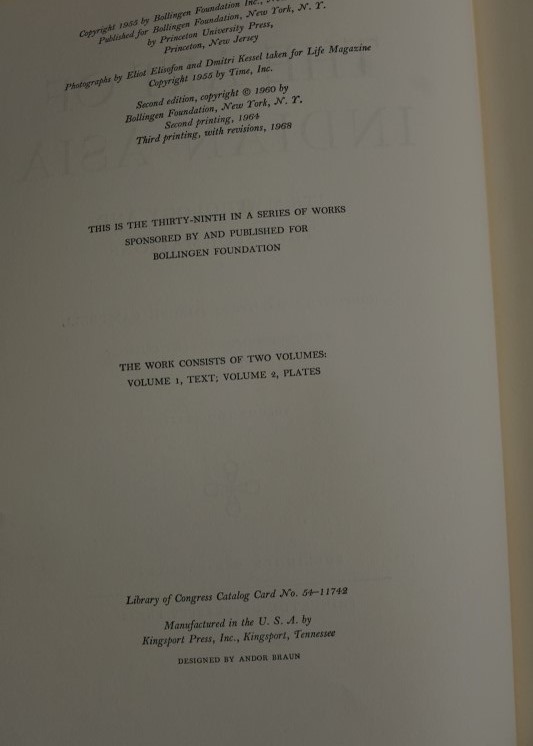 Copyright 1955 by Bollingen Foundation Inc.,
Published for Bollingen Foundation, New York, N. Y.
by Princeton University Press,
Princeton, New Jersey
Photographs by Eliot Elisofon and Dmitri Kessel taken for Life Magazine
Copyright 1955 by Time, Inc.
Second edition, copyright © 1960 by
Bollingen Foundation, New York, N. Y.
Second printing, 1964
Third printing, with revisions, 1968
THIS IS THE THIRTY-NINTH IN A SERIES OF WORKS
SPONSORED BY AND PUBLISHED FOR
BOLLINGEN FOUNDATION
THE WORK CONSISTS OF TWO VOLUMES:
VOLUME 1, TEXT; VOLUME 2, PLATES
Library of Congress Catalog Card No. 54-11742
Manufactured in the U. S. A. by
Kingsport Press, Inc., Kingsport, Tennessee
DESIGNED BY ANDOR BRAUN